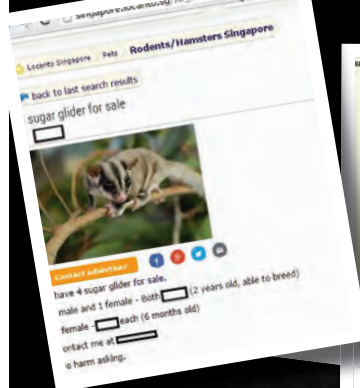 singapore.locanto.sg
Locanto Singapore Pets Rodents/Hamsters Singapore
back to last search results
sugar glider for sale
Contact advertiser
have 4 sugar glider for sale.
male and 1 female - Both (2 years old, able to breed)
female - each (6 months old)
ontact me at
o harm asking.